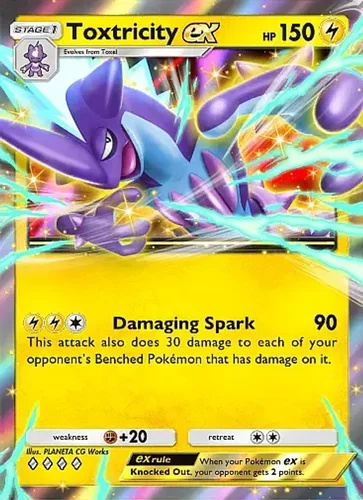 STAGE 1
Toxtricity ex
HP 150
Evolves from Toxel
Damaging Spark 90
This attack also does 30 damage to each of your
opponent's Benched Pokémon that has damage on it.
weakness +20 retreat
Illus. PLANETA CG Works
ex rule When your Pokémon ex is
Knocked Out, your opponent gets 2 points.